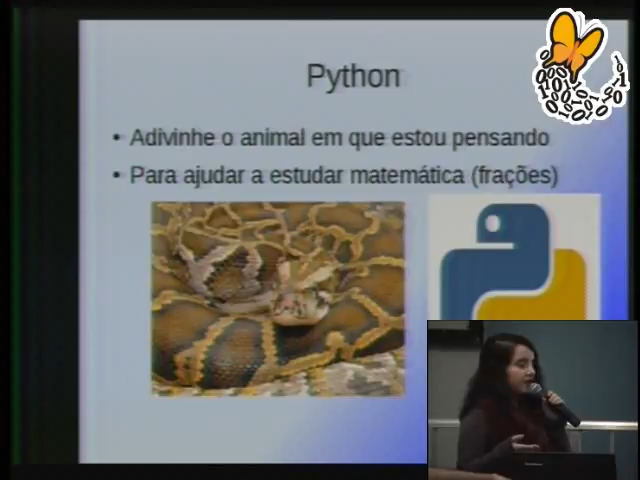 Python
• Adivinhe o animal em que estou pensando
• Para ajudar a estudar matemática (frações)